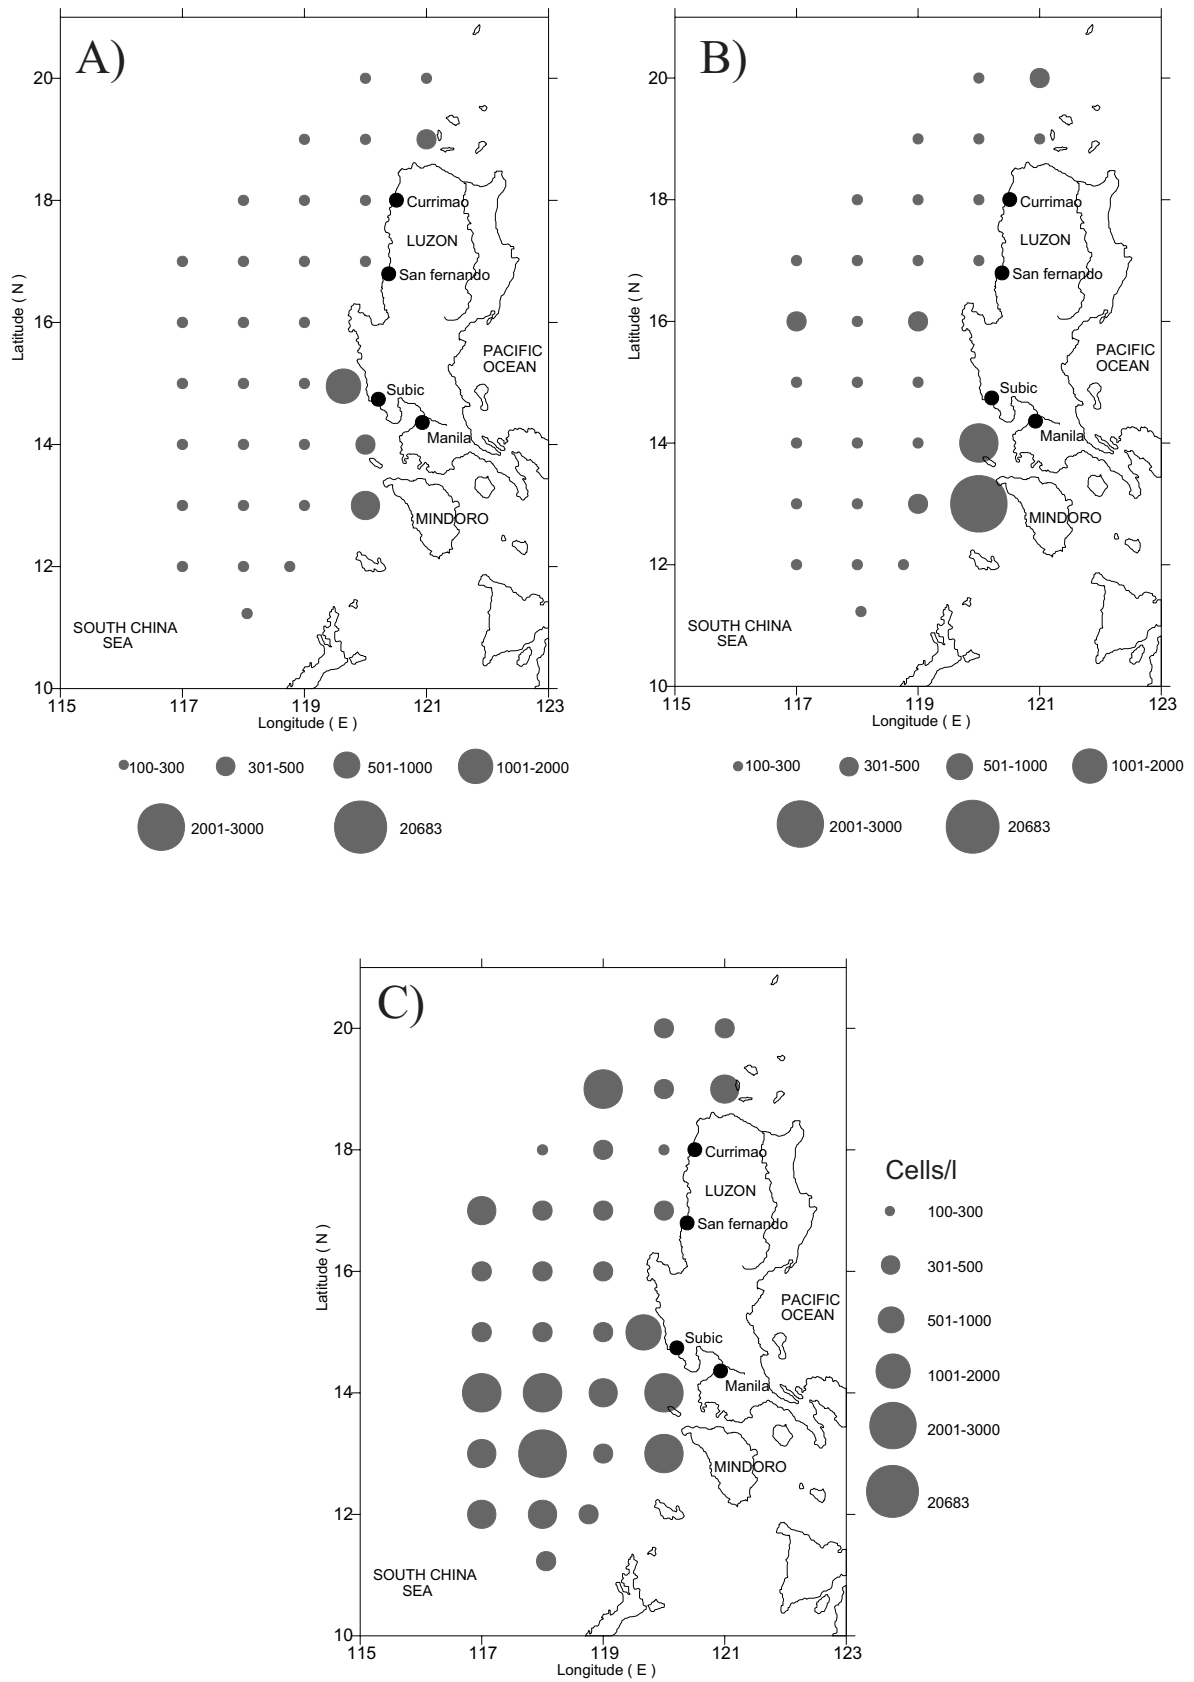 A)
20
18
16
14
12
10
Latitude ( N )
Currimao
LUZON
San fernando
PACIFIC
OCEAN
Subic
Manila
MINDORO
SOUTH CHINA
SEA
115 117 119 121 123
Longitude ( E )
100-300 301-500 501-1000 1001-2000
2001-3000 20683
B)
20
18
16
14
12
10
Latitude ( N )
Currimao
LUZON
San fernando
PACIFIC
OCEAN
Subic
Manila
MINDORO
SOUTH CHINA
SEA
115 117 119 121 123
Longitude ( E )
100-300 301-500 501-1000 1001-2000
2001-3000 20683
C)
20
18
16
14
12
10
Latitude ( N )
Currimao
LUZON
San fernando
PACIFIC
OCEAN
Subic
Manila
MINDORO
SOUTH CHINA
SEA
115 117 119 121 123
Longitude ( E )
Cells/l
100-300
301-500
501-1000
1001-2000
2001-3000
20683